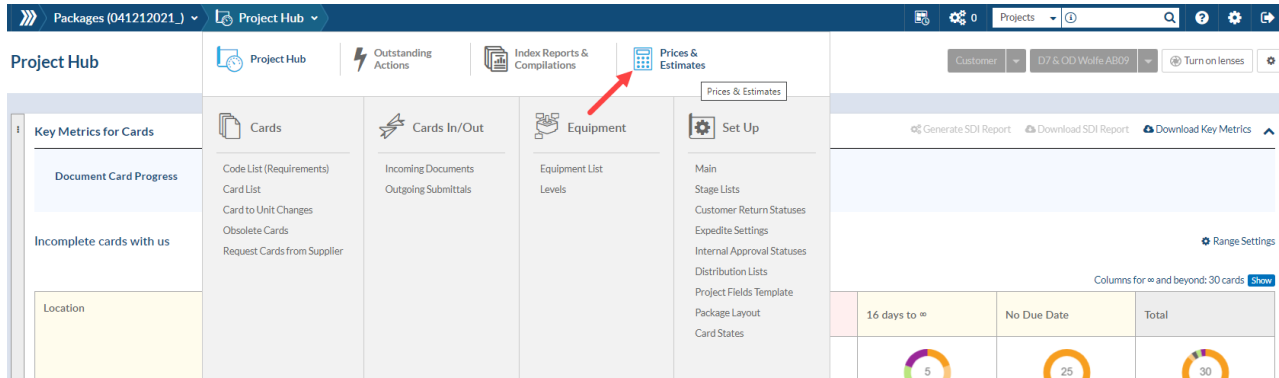 Packages (041212021_)
Project Hub
0
Projects
Project Hub
Project Hub
Outstanding
Actions
Index Reports &
Compilations
Prices &
Estimates
Customer
D7 & OD Wolfe AB09
Turn on lenses
Prices & Estimates
Key Metrics for Cards
Cards
Cards In/Out
Equipment
Set Up
Generate SDI Report
Download SDI Report
Download Key Metrics
Document Card Progress
Code List (Requirements)
Card List
Card to Unit Changes
Obsolete Cards
Request Cards from Supplier
Incoming Documents
Outgoing Submittals
Equipment List
Levels
Main
Stage Lists
Customer Return Statuses
Expedite Settings
Internal Approval Statuses
Distribution Lists
Project Fields Template
Package Layout
Card States
Incomplete cards with us
Range Settings
Columns for ∞ and beyond: 30 cards Show
Location
16 days to ∞
No Due Date
Total
5
25
30